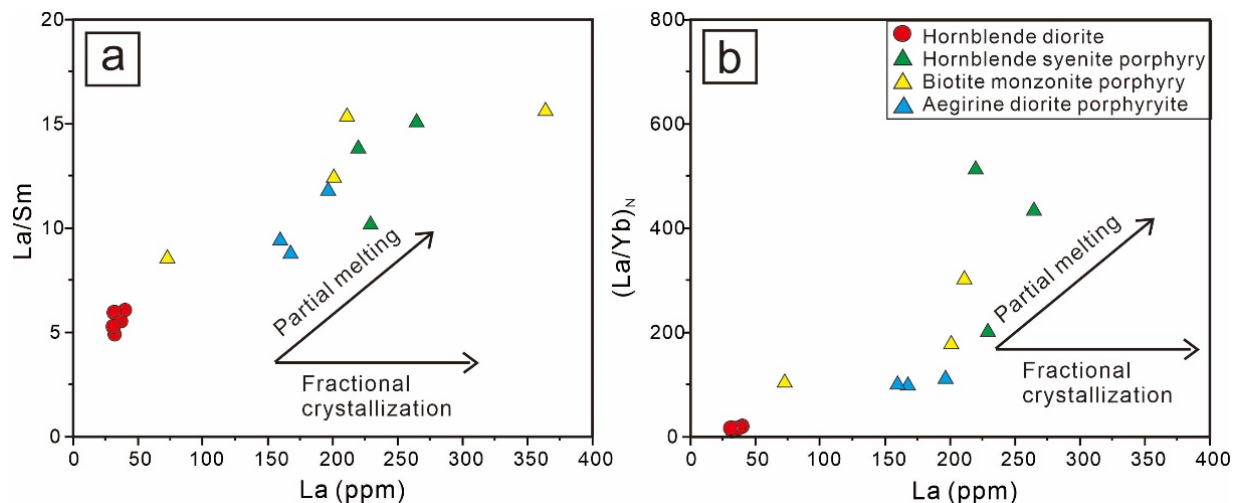 a
20
15
10
5
0
La/Sm
Partial melting
Fractional
crystallization
0 50 100 150 200 250 300 350 400
La (ppm)
b
800
600
400
200
0
(La/Yb)N
Hornblende diorite
Hornblende syenite porphyry
Biotite monzonite porphyry
Aegirine diorite porphyryite
Partial melting
Fractional
crystallization
0 50 100 150 200 250 300 350 400
La (ppm)